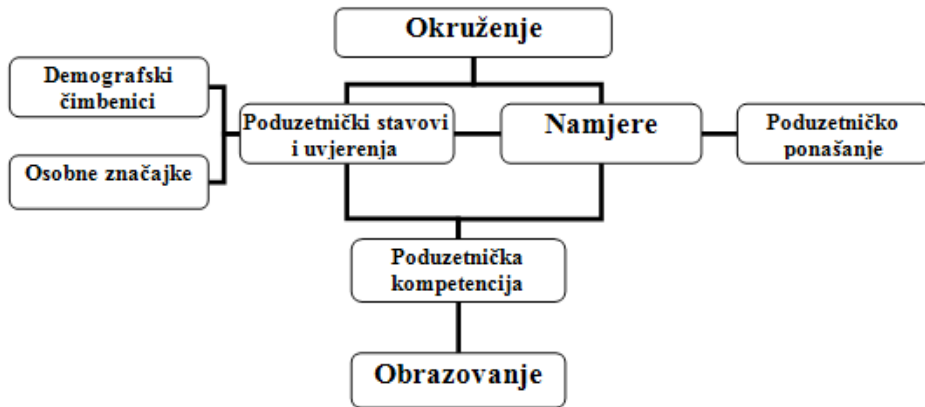 Okruženje
Demografski
čimbenici
Poduzetnički stavovi
i uvjerenja
Namjere
Poduzetničko
ponašanje
Osobne značajke
Poduzetnička
kompetencija
Obrazovanje